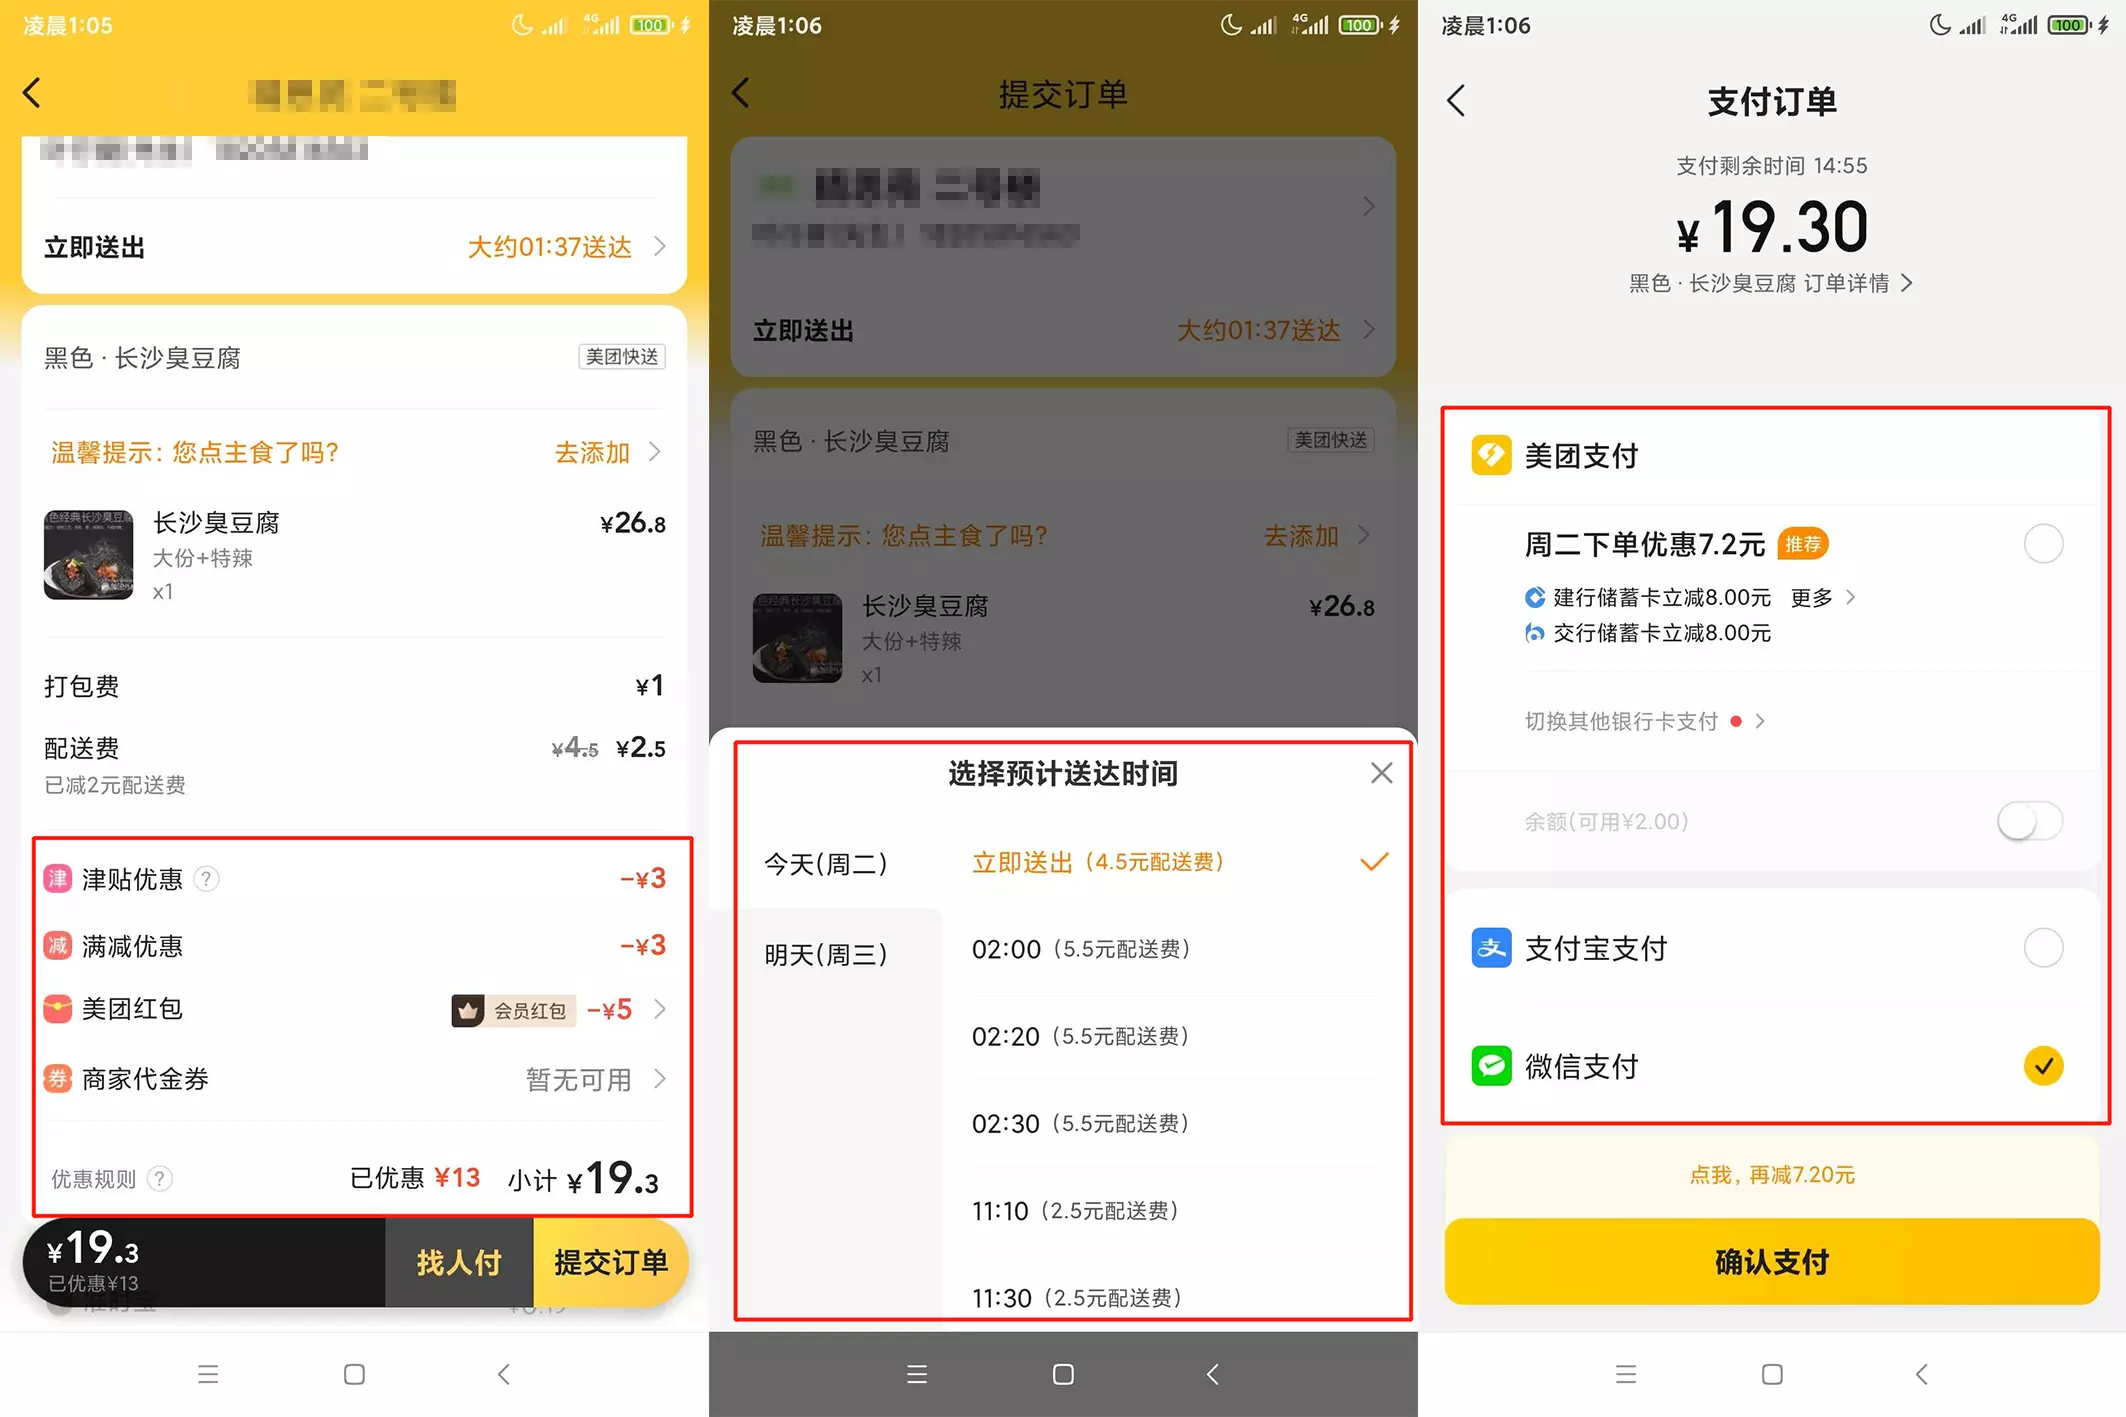 凌晨1:05
4G
100
立即送出
大约01:37送达
黑色·长沙臭豆腐
美团快送
温馨提示:您点主食了吗?
去添加
长沙臭豆腐
¥26.8
大份+特辣
x1
打包费
¥1
配送费
¥4.5 ¥2.5
已减2元配送费
津 津贴优惠 ?
-¥3
减 满减优惠
-¥3
美团红包
会员红包 -¥5
券 商家代金券
暂无可用
优惠规则 ?
已优惠 ¥13 小计 ¥19.3
¥19.3
已优惠¥13
找人付
提交订单
凌晨1:06
4G
100
提交订单
立即送出
大约01:37送达
黑色·长沙臭豆腐
美团快送
温馨提示:您点主食了吗?
去添加
长沙臭豆腐
¥26.8
大份+特辣
x1
选择预计送达时间
今天(周二)
明天(周三)
立即送出(4.5元配送费)
02:00(5.5元配送费)
02:20(5.5元配送费)
02:30(5.5元配送费)
11:10(2.5元配送费)
11:30(2.5元配送费)
凌晨1:06
4G
100
支付订单
支付剩余时间 14:55
¥19.30
黑色·长沙臭豆腐 订单详情
美团支付
周二下单优惠7.2元 推荐
建行储蓄卡立减8.00元 更多
交行储蓄卡立减8.00元
切换其他银行卡支付
余额(可用¥2.00)
支 支付宝支付
微信支付
点我,再减7.20元
确认支付